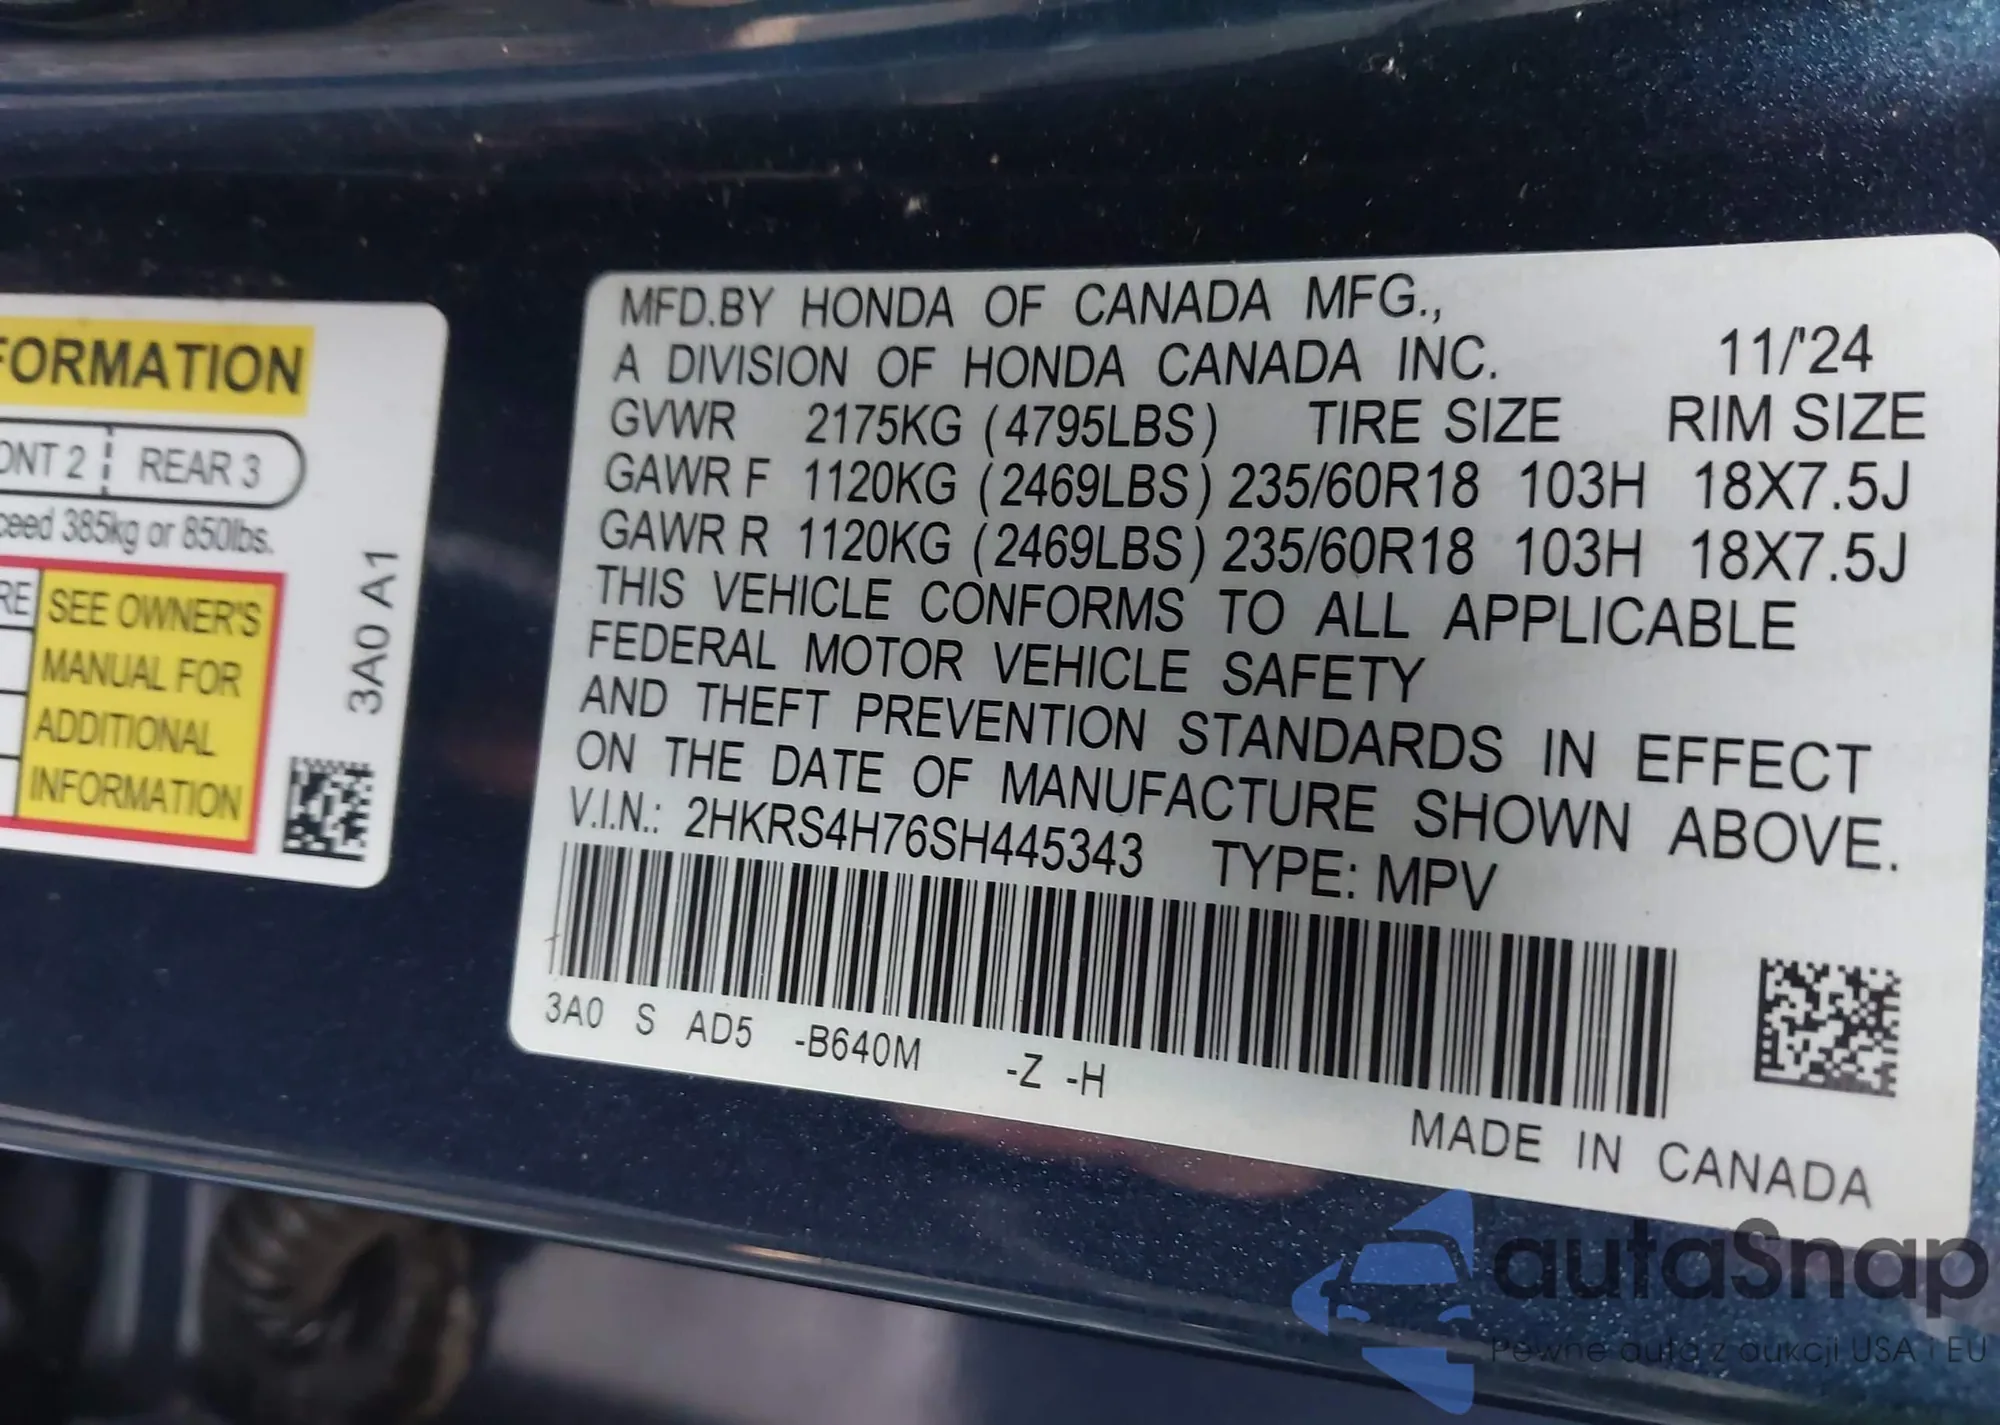 FORMATION
ONT 2 REAR 3
ceed 385kg or 850lbs.
RE
SEE OWNER'S
MANUAL FOR
ADDITIONAL
INFORMATION
3A0 A1
MFD.BY HONDA OF CANADA MFG.,
A DIVISION OF HONDA CANADA INC. 11/'24
GVWR 2175KG (4795LBS) TIRE SIZE RIM SIZE
GAWR F 1120KG (2469LBS) 235/60R18 103H 18X7.5J
GAWR R 1120KG (2469LBS) 235/60R18 103H 18X7.5J
THIS VEHICLE CONFORMS TO ALL APPLICABLE
FEDERAL MOTOR VEHICLE SAFETY
AND THEFT PREVENTION STANDARDS IN EFFECT
ON THE DATE OF MANUFACTURE SHOWN ABOVE.
V.I.N.: 2HKRS4H76SH445343 TYPE: MPV
3A0 S AD5 -B640M -Z -H
MADE IN CANADA
autaSnap
Pewne auta z aukcji USA i EU